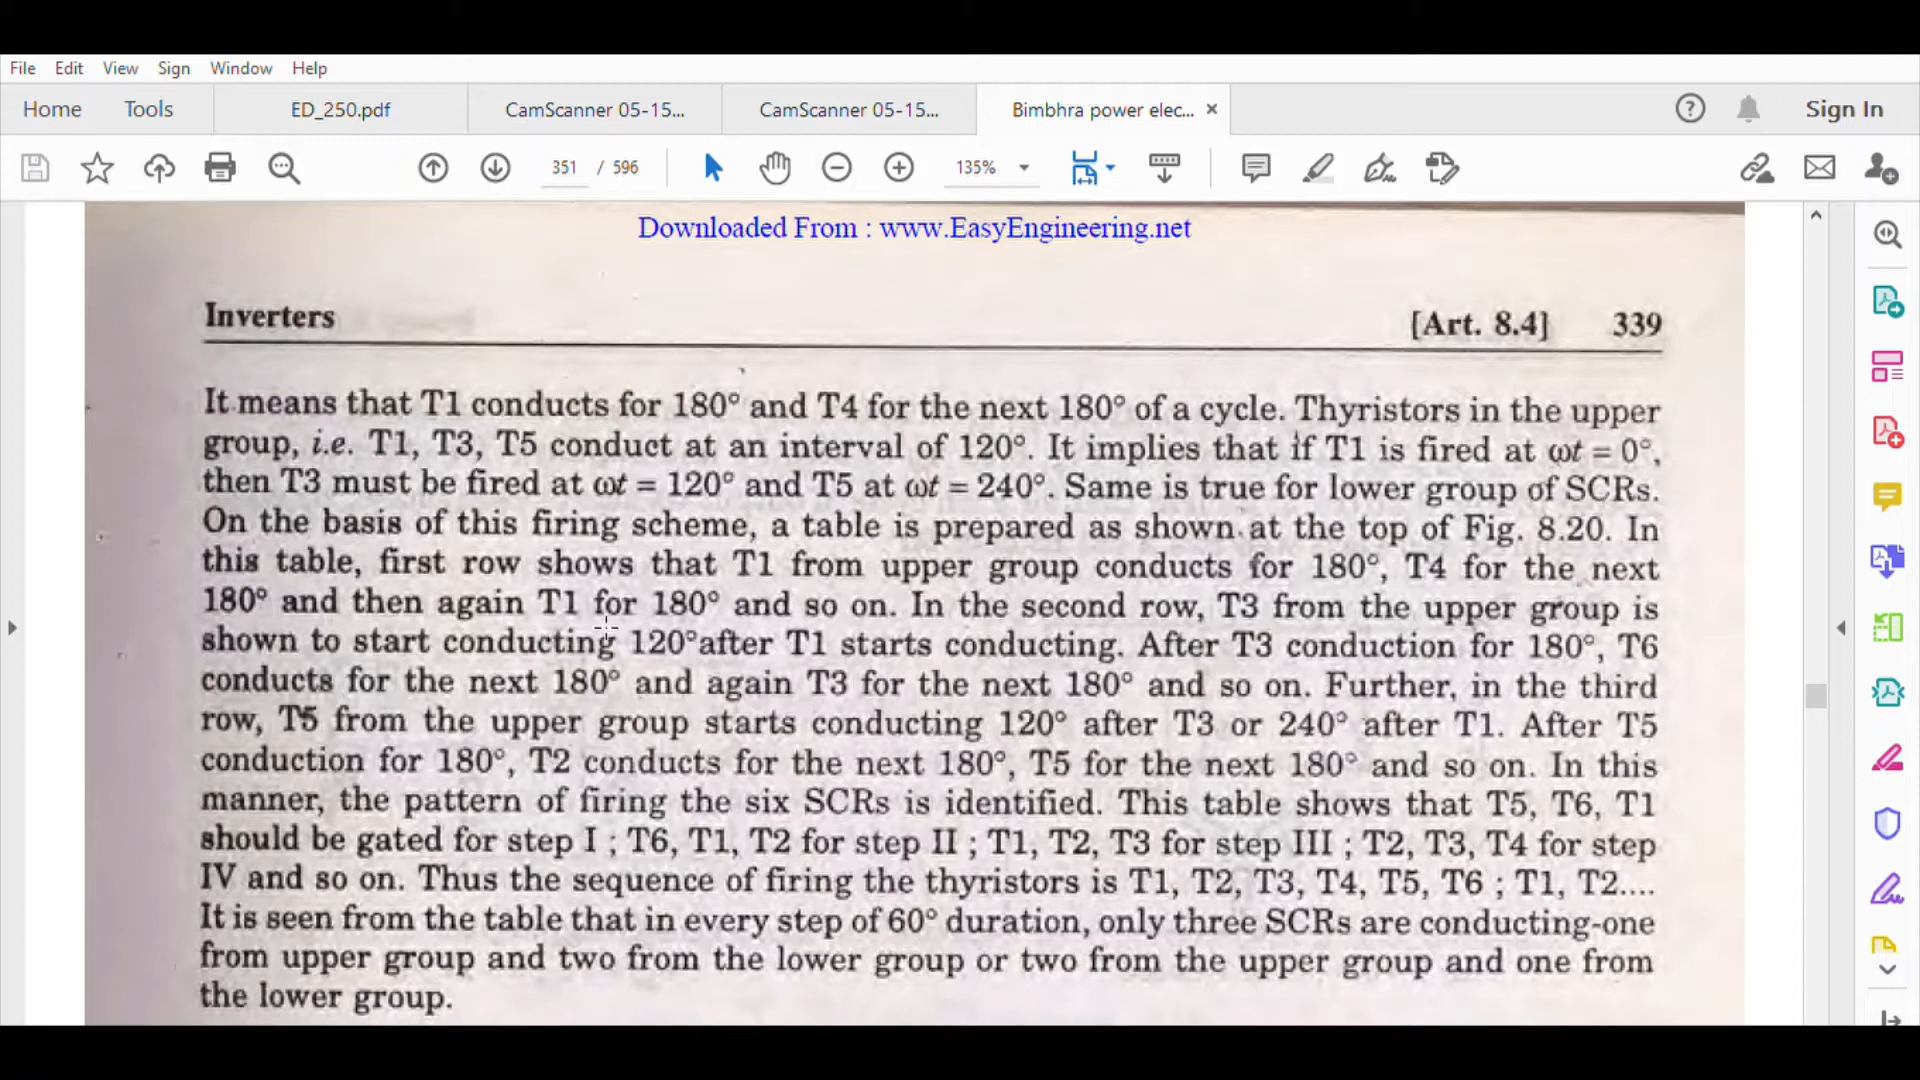 File Edit View Sign Window Help
Home Tools ED_250.pdf CamScanner 05-15... CamScanner 05-15... Bimbhra power elec... × Sign In
351 / 596 135%
Downloaded From : www.EasyEngineering.net
Inverters [Art. 8.4] 339
It means that T1 conducts for 180° and T4 for the next 180° of a cycle. Thyristors in the upper
group, i.e. T1, T3, T5 conduct at an interval of 120°. It implies that if T1 is fired at ωt = 0°,
then T3 must be fired at ωt = 120° and T5 at ωt = 240°. Same is true for lower group of SCRs.
On the basis of this firing scheme, a table is prepared as shown at the top of Fig. 8.20. In
this table, first row shows that T1 from upper group conducts for 180°, T4 for the next
180° and then again T1 for 180° and so on. In the second row, T3 from the upper group is
shown to start conducting 120°after T1 starts conducting. After T3 conduction for 180°, T6
conducts for the next 180° and again T3 for the next 180° and so on. Further, in the third
row, T5 from the upper group starts conducting 120° after T3 or 240° after T1. After T5
conduction for 180°, T2 conducts for the next 180°, T5 for the next 180° and so on. In this
manner, the pattern of firing the six SCRs is identified. This table shows that T5, T6, T1
should be gated for step I ; T6, T1, T2 for step II ; T1, T2, T3 for step III ; T2, T3, T4 for step
IV and so on. Thus the sequence of firing the thyristors is T1, T2, T3, T4, T5, T6 ; T1, T2....
It is seen from the table that in every step of 60° duration, only three SCRs are conducting-one
from upper group and two from the lower group or two from the upper group and one from
the lower group.